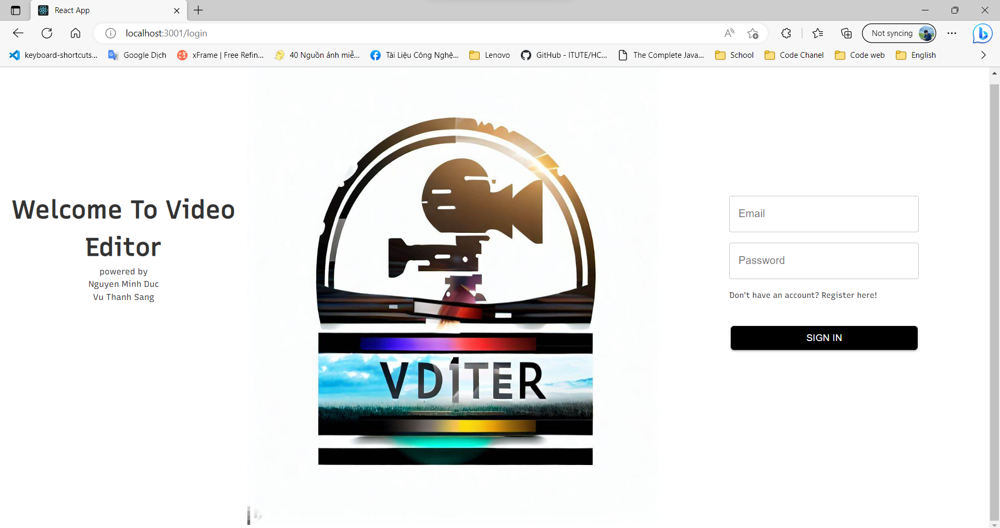 React App
localhost:3001/login
Not syncing
keyboard-shortcuts...
Google Dịch
xFrame | Free Refin...
40 Nguồn ảnh miễ...
Tài Liệu Công Nghệ...
Lenovo
GitHub - ITUTE/HC...
The Complete Java...
School
Code Chanel
Code web
English
Welcome To Video
Editor
powered by
Nguyen Minh Duc
Vu Thanh Sang
VD1TER
Email
Password
Don't have an account? Register here!
SIGN IN